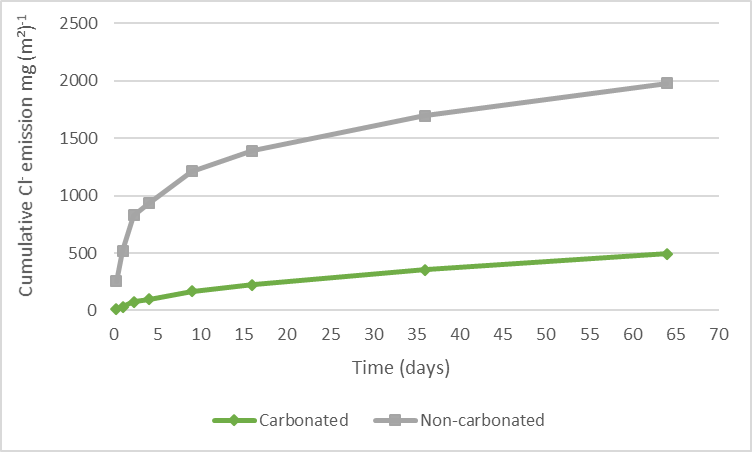 Cumulative Cl⁻ emission mg (m²)⁻¹
2500
2000
1500
1000
500
0
0 5 10 15 20 25 30 35 40 45 50 55 60 65 70
Time (days)
Carbonated Non-carbonated